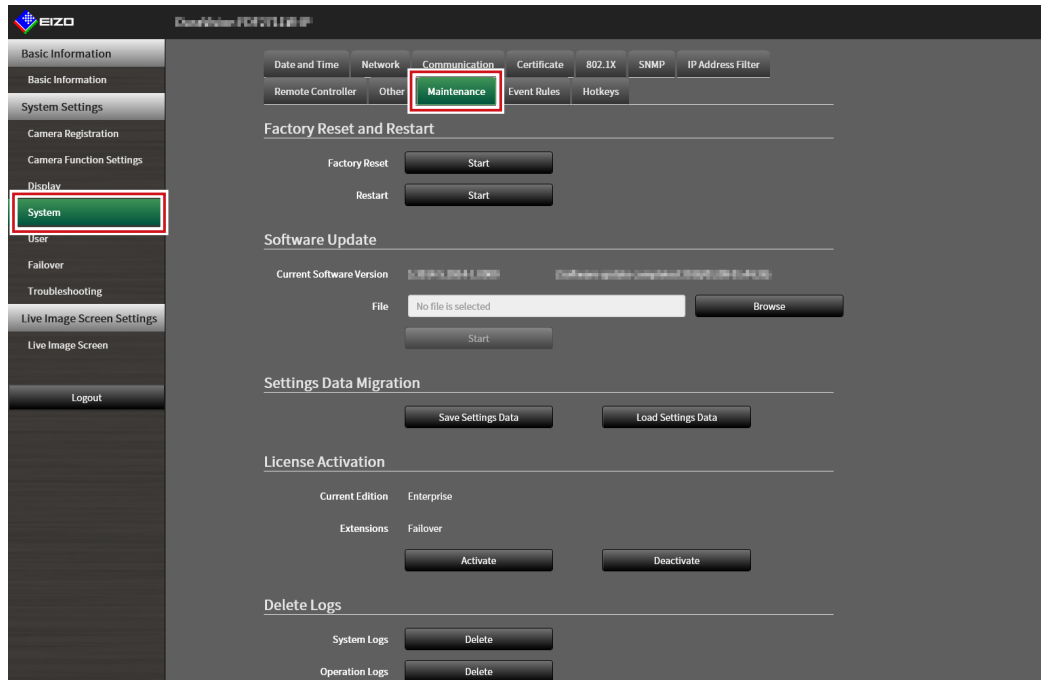 EIZO
Basic Information
Basic Information
System Settings
Camera Registration
Camera Function Settings
Display
System
User
Failover
Troubleshooting
Live Image Screen Settings
Live Image Screen
Logout
Date and Time Network Communication Certificate 802.1X SNMP IP Address Filter
Remote Controller Other Maintenance Event Rules Hotkeys
Factory Reset and Restart
Factory Reset Start
Restart Start
Software Update
Current Software Version
File No file is selected Browse
Start
Settings Data Migration
Save Settings Data Load Settings Data
License Activation
Current Edition Enterprise
Extensions Failover
Activate Deactivate
Delete Logs
System Logs Delete
Operation Logs Delete